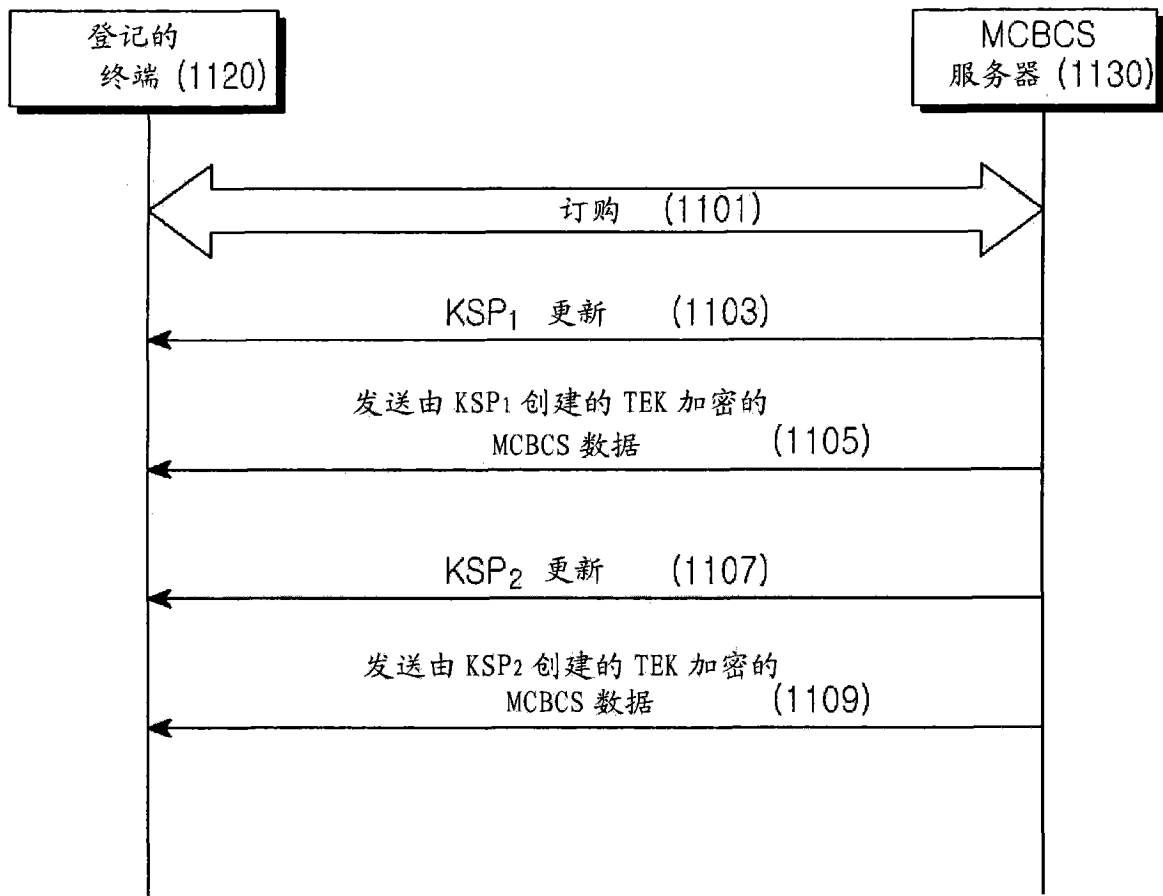 登记的
终端 (1120)
MCBCS
服务器 (1130)
订购 (1101)
KSP₁ 更新 (1103)
发送由 KSP₁ 创建的 TEK 加密的
MCBCS 数据 (1105)
KSP₂ 更新 (1107)
发送由 KSP₂ 创建的 TEK 加密的
MCBCS 数据 (1109)